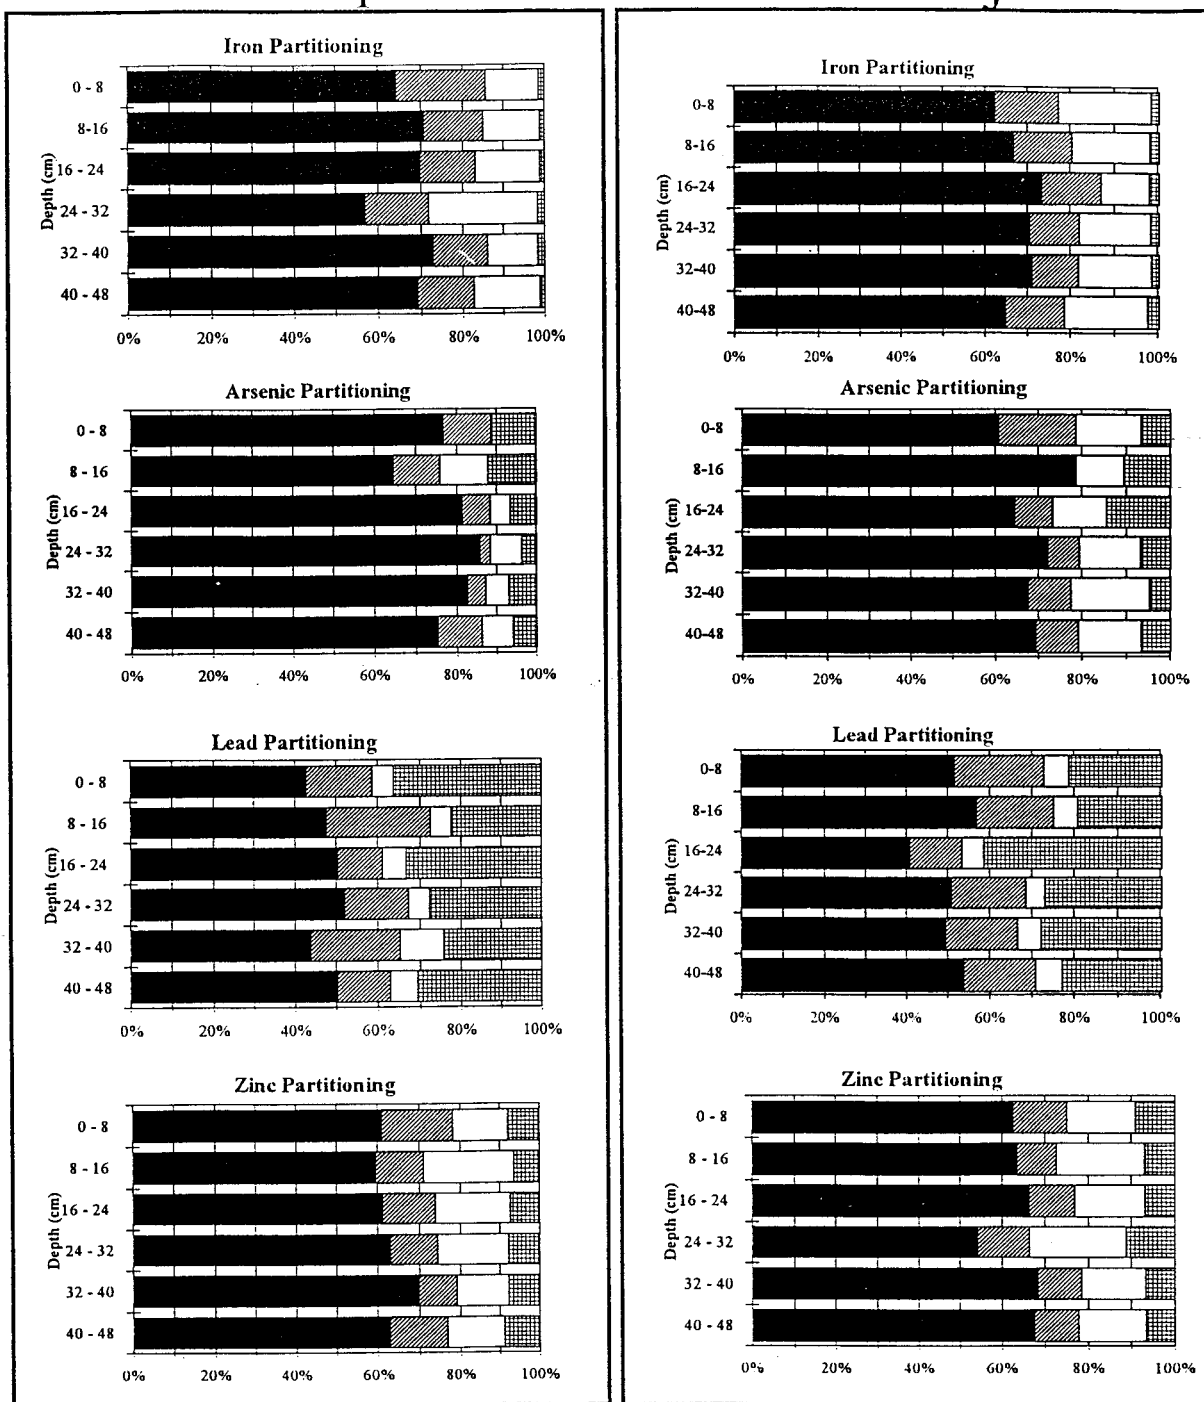 Iron Partitioning
Depth (cm)
0 - 8
8-16
16 - 24
24 - 32
32 - 40
40 - 48
0% 20% 40% 60% 80% 100%
Arsenic Partitioning
Depth (cm)
0 - 8
8 - 16
16 - 24
24 - 32
32 - 40
40 - 48
0% 20% 40% 60% 80% 100%
Lead Partitioning
Depth (cm)
0 - 8
8 - 16
16 - 24
24 - 32
32 - 40
40 - 48
0% 20% 40% 60% 80% 100%
Zinc Partitioning
Depth (cm)
0 - 8
8 - 16
16 - 24
24 - 32
32 - 40
40 - 48
0% 20% 40% 60% 80% 100%
Iron Partitioning
Depth (cm)
0-8
8-16
16-24
24-32
32-40
40-48
0% 20% 40% 60% 80% 100%
Arsenic Partitioning
Depth (cm)
0-8
8-16
16-24
24-32
32-40
40-48
0% 20% 40% 60% 80% 100%
Lead Partitioning
Depth (cm)
0-8
8-16
16-24
24-32
32-40
40-48
0% 20% 40% 60% 80% 100%
Zinc Partitioning
Depth (cm)
0 - 8
8 - 16
16 - 24
24 - 32
32 - 40
40 - 48
0% 20% 40% 60% 80% 100%